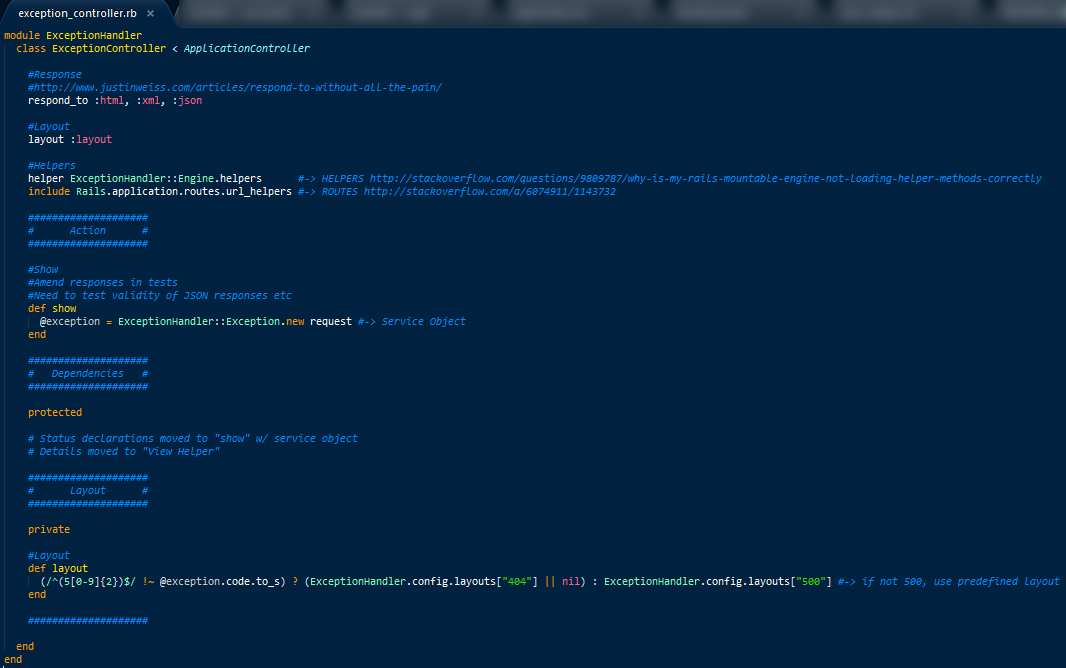 exception_controller.rb ×
module ExceptionHandler
class ExceptionController < ApplicationController
#Response
#http://www.justinweiss.com/articles/respond-to-without-all-the-pain/
respond_to :html, :xml, :json
#Layout
layout :layout
#Helpers
helper ExceptionHandler::Engine.helpers #-> HELPERS http://stackoverflow.com/questions/9809787/why-is-my-rails-mountable-engine-not-loading-helper-methods-correctly
include Rails.application.routes.url_helpers #-> ROUTES http://stackoverflow.com/a/6074911/1143732
####################
# Action #
####################
#Show
#Amend responses in tests
#Need to test validity of JSON responses etc
def show
@exception = ExceptionHandler::Exception.new request #-> Service Object
end
####################
# Dependencies #
####################
protected
# Status declarations moved to "show" w/ service object
# Details moved to "View Helper"
####################
# Layout #
####################
private
#Layout
def layout
(/^(5[0-9]{2})$/ !~ @exception.code.to_s) ? (ExceptionHandler.config.layouts["404"] || nil) : ExceptionHandler.config.layouts["500"] #-> if not 500, use predefined layout
end
####################
end
end